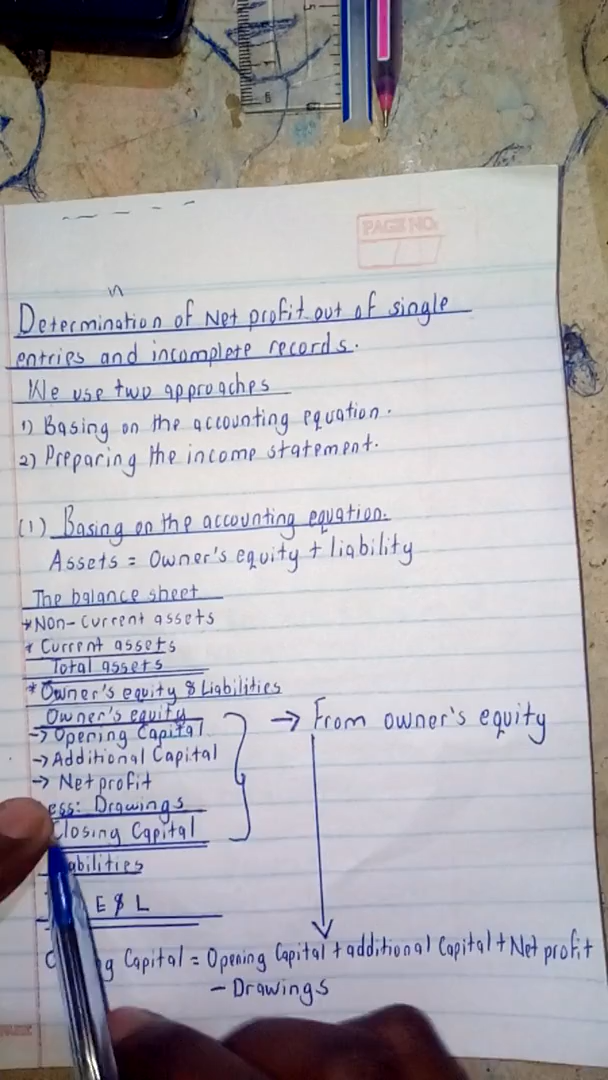 PAGE NO.
Determination of Net profit out of single
entries and incomplete records.
We use two approaches
1) Basing on the accounting equation.
2) Preparing the income statement.
(1) Basing on the accounting equation.
Assets = Owner's equity + liability
The balance sheet
* Non-current assets
* Current assets
Total assets
* Owner's equity & Liabilities
Owner's equity
→ Opening Capital
→ From owner's equity
→ Additional Capital
→ Net profit
ess: Drawings
Closing Capital
abilities
E & L
g Capital = Opening Capital + additional Capital + Net profit
- Drawings